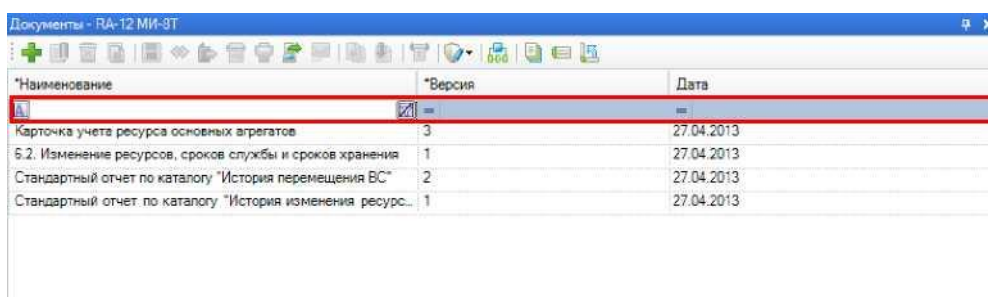 Документы - RA-12 МИ-8Т
*Наименование *Версия Дата
A = =
Карточка учета ресурса основных агрегатов 3 27.04.2013
6.2. Изменение ресурсов, сроков службы и сроков хранения 1 27.04.2013
Стандартный отчет по каталогу "История перемещения ВС" 2 27.04.2013
Стандартный отчет по каталогу "История изменения ресурс... 1 27.04.2013